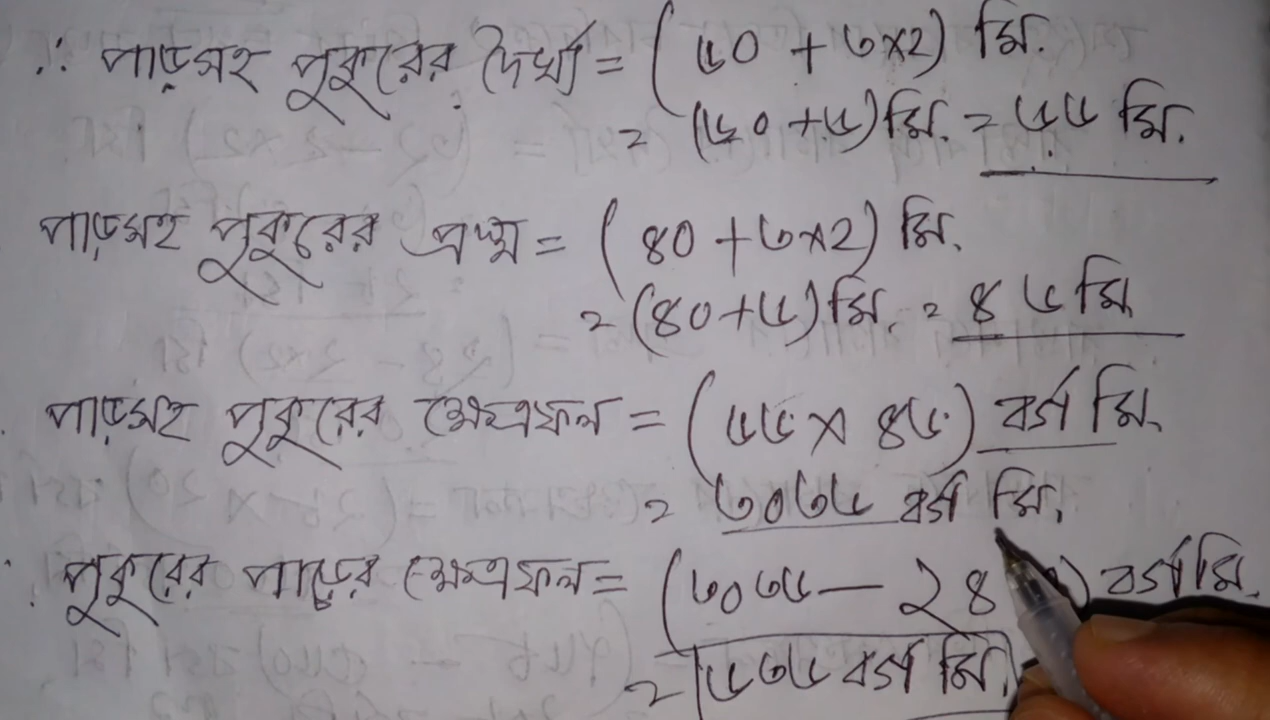 ∴ পাড়সহ পুকুরের দৈর্ঘ্য = (৬০ + ৩×২) মি.
= (৬০+৬) মি. = ৬৬ মি.
পাড়সহ পুকুরের প্রস্থ = (৪০ + ৩×২) মি.
= (৪০+৬) মি. = ৪৬ মি.
পাড়সহ পুকুরের ক্ষেত্রফল = (৬৬ × ৪৬) বর্গ মি.
= ৩০৩৬ বর্গ মি.
∴ পুকুরের পাড়ের ক্ষেত্রফল = (৩০৩৬ − ) বর্গ মি.
= ৬৩৬ বর্গ মি.